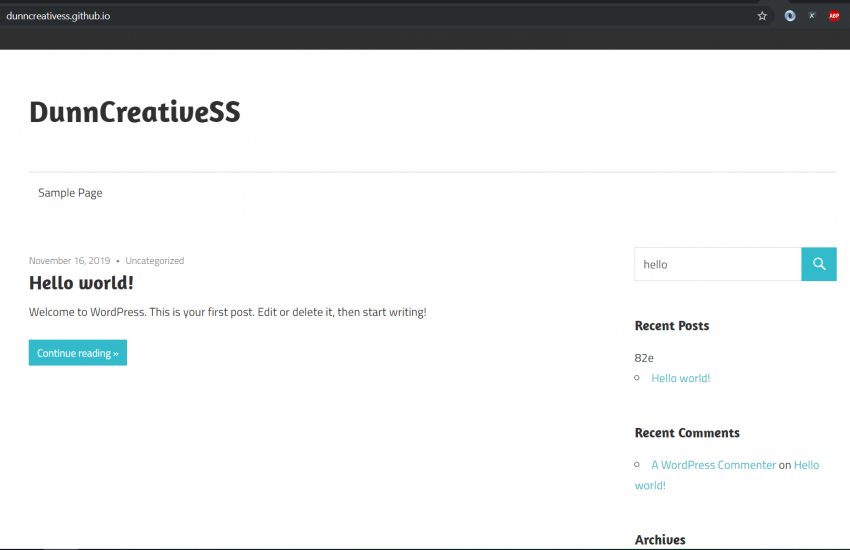 dunncreativess.github.io
ABP
DunnCreativeSS
Sample Page
November 16, 2019 • Uncategorized
Hello world!
Welcome to WordPress. This is your first post. Edit or delete it, then start writing!
Continue reading »
hello
Recent Posts
82e
Hello world!
Recent Comments
A WordPress Commenter on Hello
world!
Archives